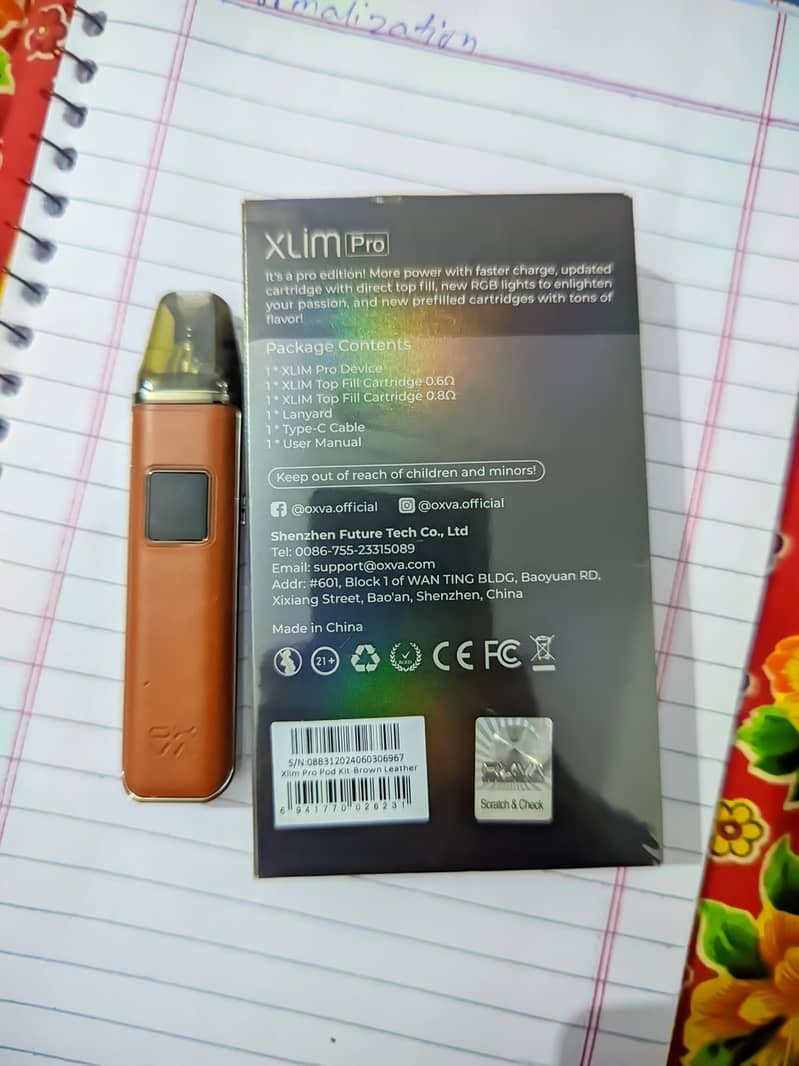 malization
XLIM Pro
It's a pro edition! More power with faster charge, updated
cartridge with direct top fill, new RGB lights to enlighten
your passion, and new prefilled cartridges with tons of
flavor!
Package Contents
1 * XLIM Pro Device
1 * XLIM Top Fill Cartridge 0.6Ω
1 * XLIM Top Fill Cartridge 0.8Ω
1 * Lanyard
1 * Type-C Cable
1 * User Manual
Keep out of reach of children and minors!
@oxva.official @oxva.official
Shenzhen Future Tech Co., Ltd
Tel: 0086-755-23315089
Email: support@oxva.com
Addr: #601, Block 1 of WAN TING BLDG, Baoyuan RD,
Xixiang Street, Bao'an, Shenzhen, China
Made in China
21+ CE FC
S/N:088312024060306967
Xlim Pro Pod Kit-Brown Leather
6 941770 026231
OXVA
Scratch & Check